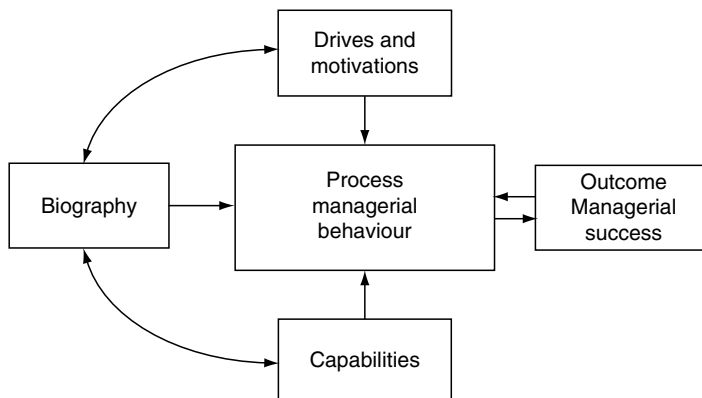 Drives and
motivations
Biography
Process
managerial
behaviour
Outcome
Managerial
success
Capabilities